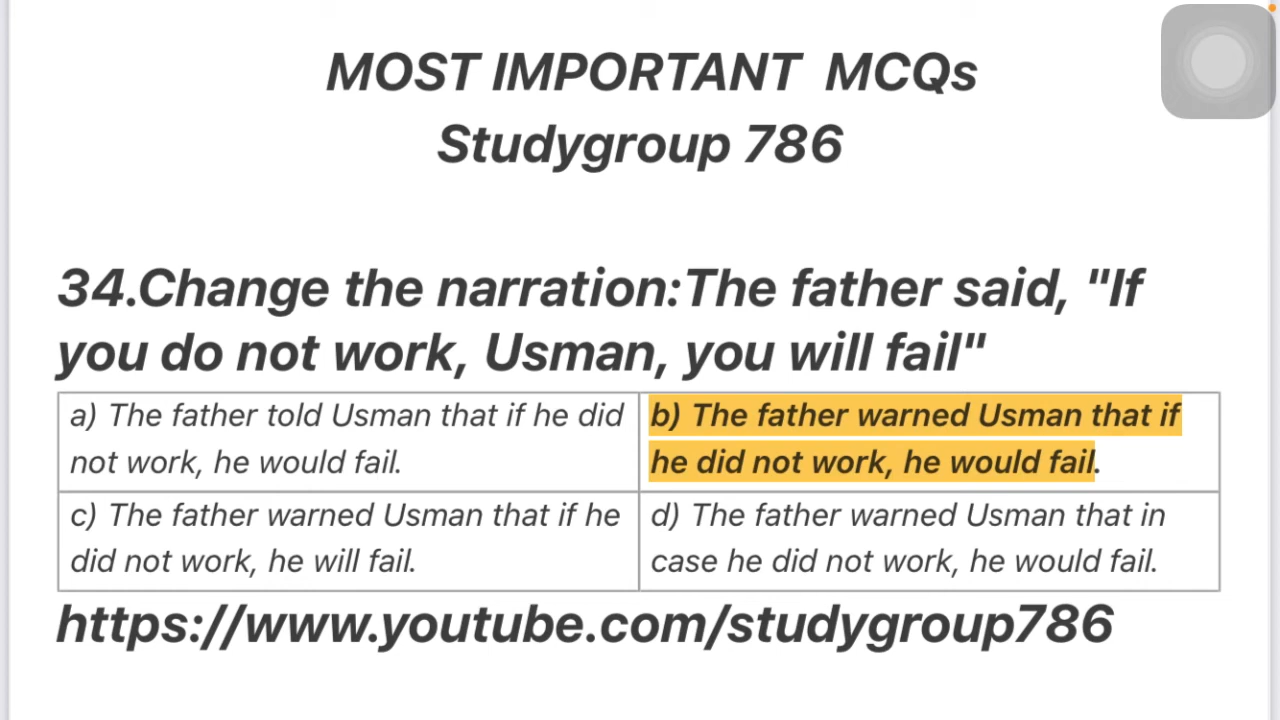 MOST IMPORTANT MCQs
Studygroup 786
34.Change the narration:The father said, "If
you do not work, Usman, you will fail"
a) The father told Usman that if he did
not work, he would fail.
b) The father warned Usman that if
he did not work, he would fail.
c) The father warned Usman that if he
did not work, he will fail.
d) The father warned Usman that in
case he did not work, he would fail.
https://www.youtube.com/studygroup786